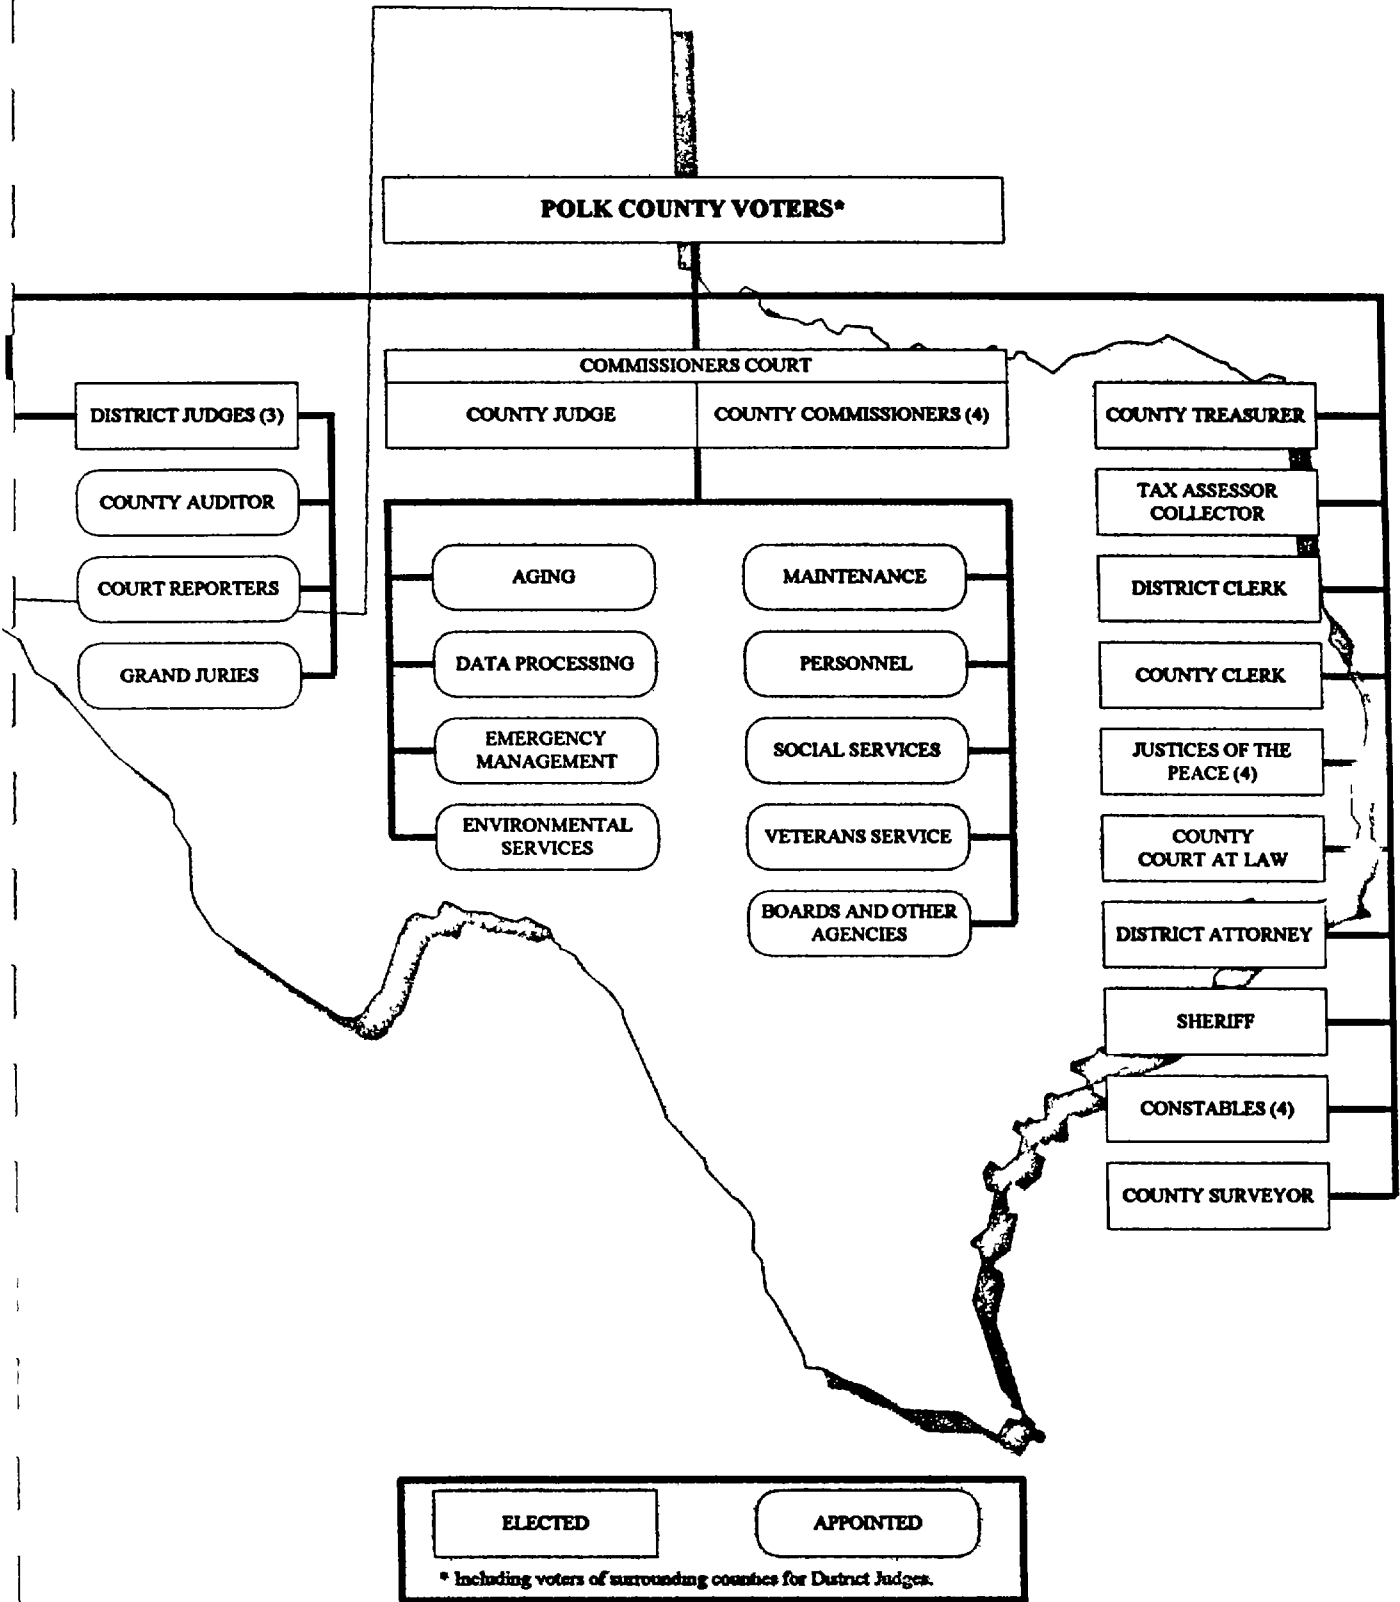 POLK COUNTY VOTERS*
COMMISSIONERS COURT
COUNTY JUDGE
COUNTY COMMISSIONERS (4)
DISTRICT JUDGES (3)
COUNTY AUDITOR
COURT REPORTERS
GRAND JURIES
AGING
DATA PROCESSING
EMERGENCY
MANAGEMENT
ENVIRONMENTAL
SERVICES
MAINTENANCE
PERSONNEL
SOCIAL SERVICES
VETERANS SERVICE
BOARDS AND OTHER
AGENCIES
COUNTY TREASURER
TAX ASSESSOR
COLLECTOR
DISTRICT CLERK
COUNTY CLERK
JUSTICES OF THE
PEACE (4)
COUNTY
COURT AT LAW
DISTRICT ATTORNEY
SHERIFF
CONSTABLES (4)
COUNTY SURVEYOR
ELECTED
APPOINTED
* Including voters of surrounding counties for District Judges.